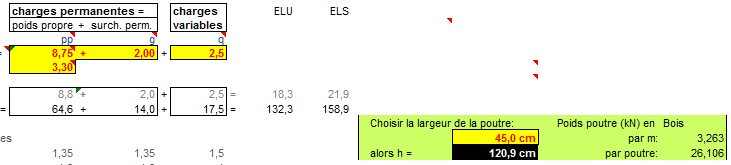 charges permanentes = charges ELU ELS
poids propre + surch. perm. variables
pp g q
= 8,75 + 2,00 + 2,5
3,30
8,8 + 2,0 + 2,5 = 18,3 21,9
= 64,6 + 14,0 + 17,5 = 132,3 158,9
Choisir la largeur de la poutre: Poids poutre (kN) en Bois
es 45,0 cm par m: 3,263
1,35 1,35 1,5 alors h = 120,9 cm par poutre: 26,106